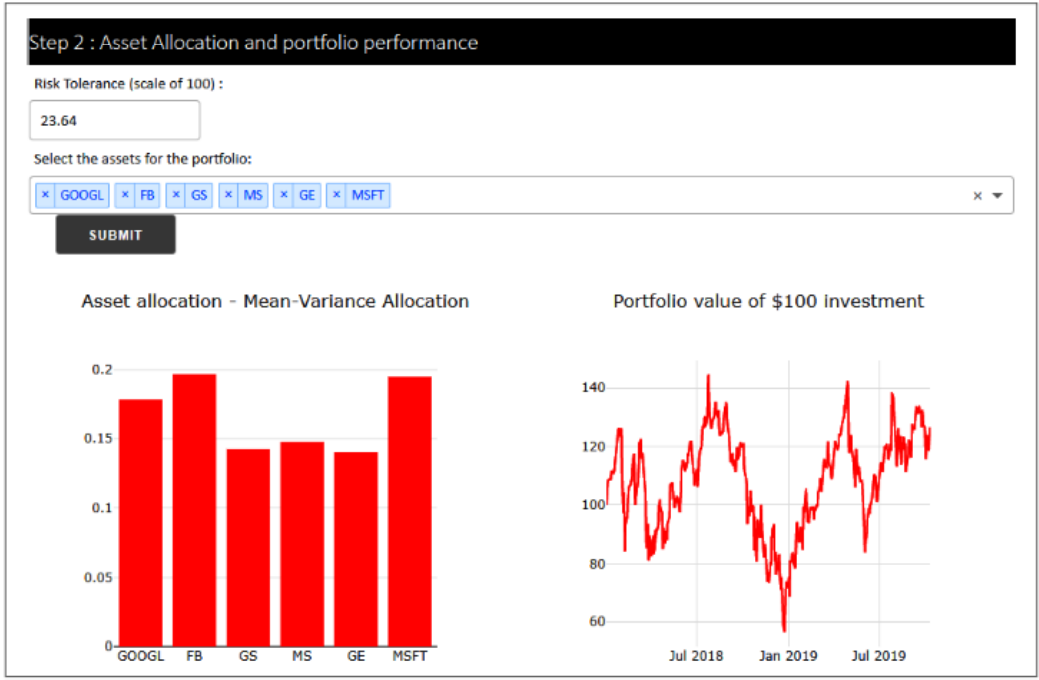 Step 2 : Asset Allocation and portfolio performance
Risk Tolerance (scale of 100) :
23.64
Select the assets for the portfolio:
× GOOGL × FB × GS × MS × GE × MSFT × 
SUBMIT
Asset allocation - Mean-Variance Allocation
0.2
0.15
0.1
0.05
0
GOOGL FB GS MS GE MSFT
Portfolio value of $100 investment
140
120
100
80
60
Jul 2018 Jan 2019 Jul 2019